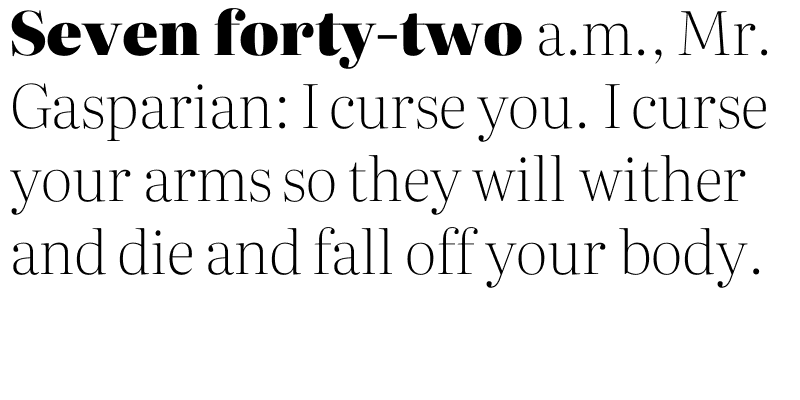 Seven forty-two a.m., Mr.
Gasparian: I curse you. I curse
your arms so they will wither
and die and fall off your body.